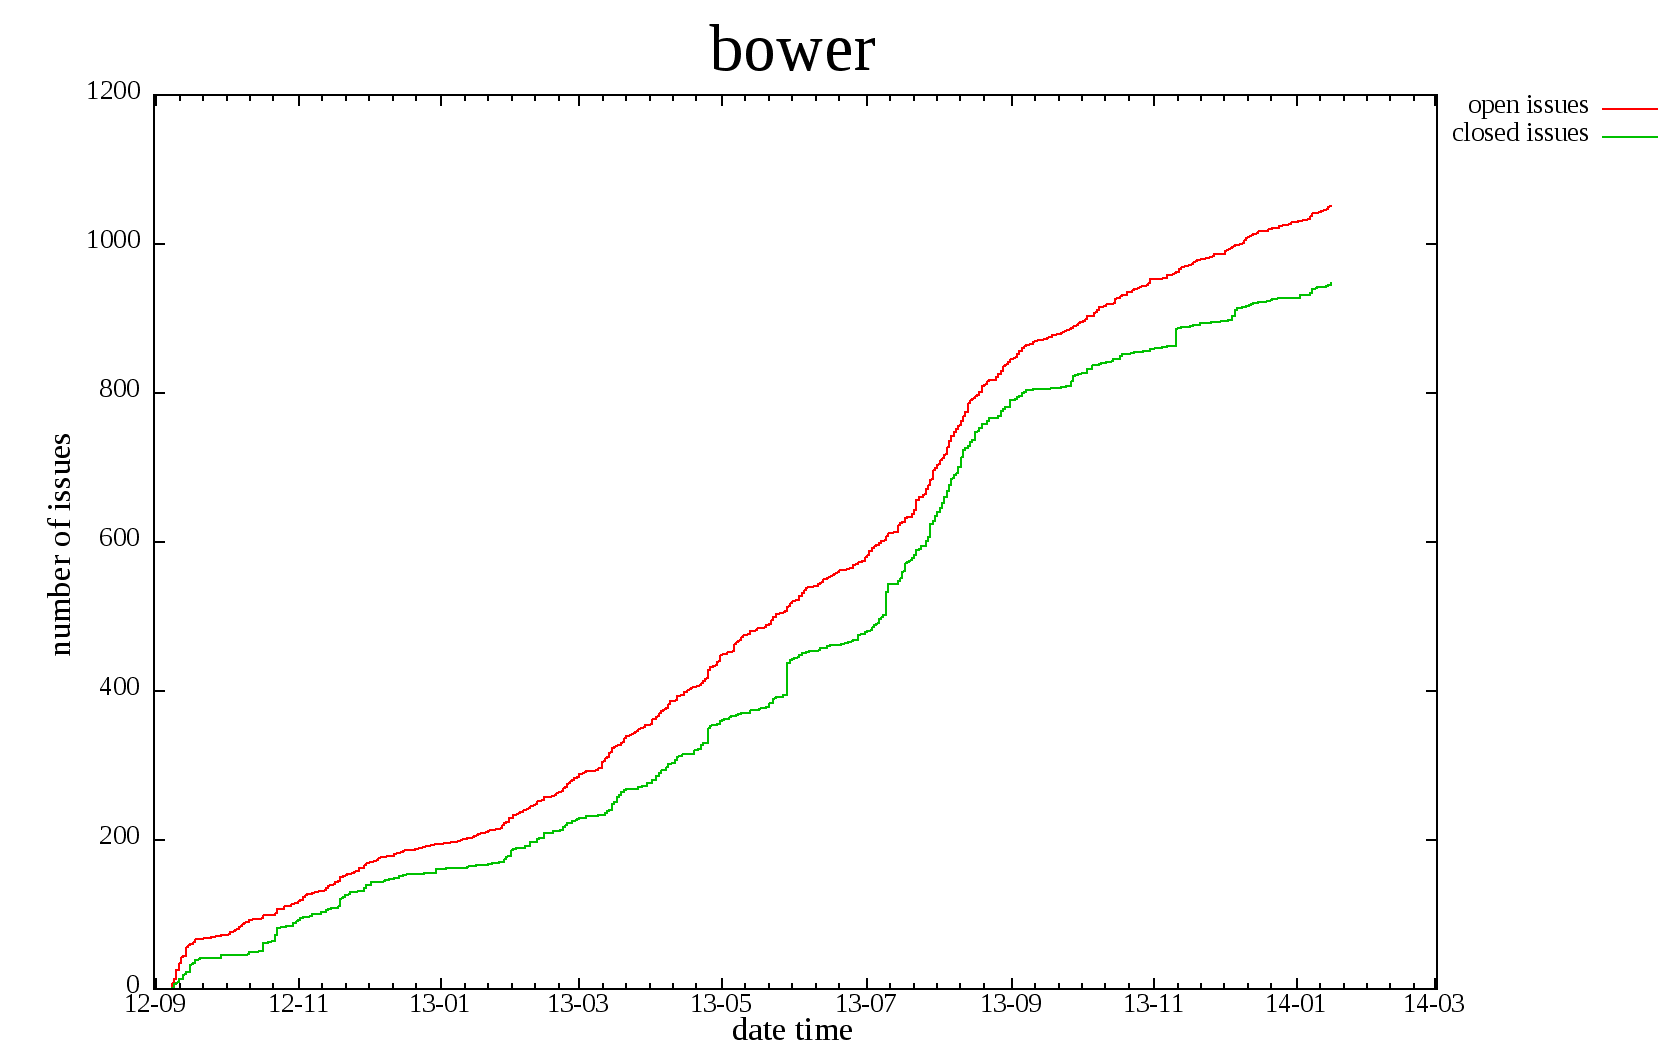 bower
open issues
closed issues
number of issues
1200
1000
800
600
400
200
0
12-09 12-11 13-01 13-03 13-05 13-07 13-09 13-11 14-01 14-03
date time